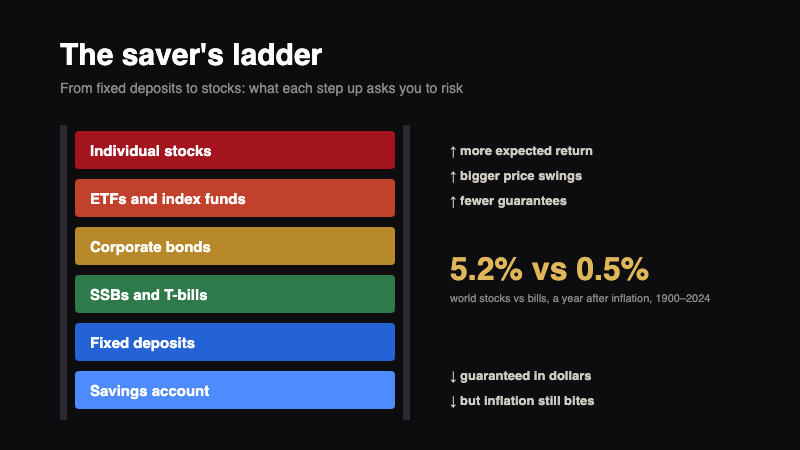 The saver's ladder
From fixed deposits to stocks: what each step up asks you to risk
Individual stocks
ETFs and index funds
Corporate bonds
SSBs and T-bills
Fixed deposits
Savings account
↑ more expected return
↑ bigger price swings
↑ fewer guarantees
5.2% vs 0.5%
world stocks vs bills, a year after inflation, 1900–2024
↓ guaranteed in dollars
↓ but inflation still bites